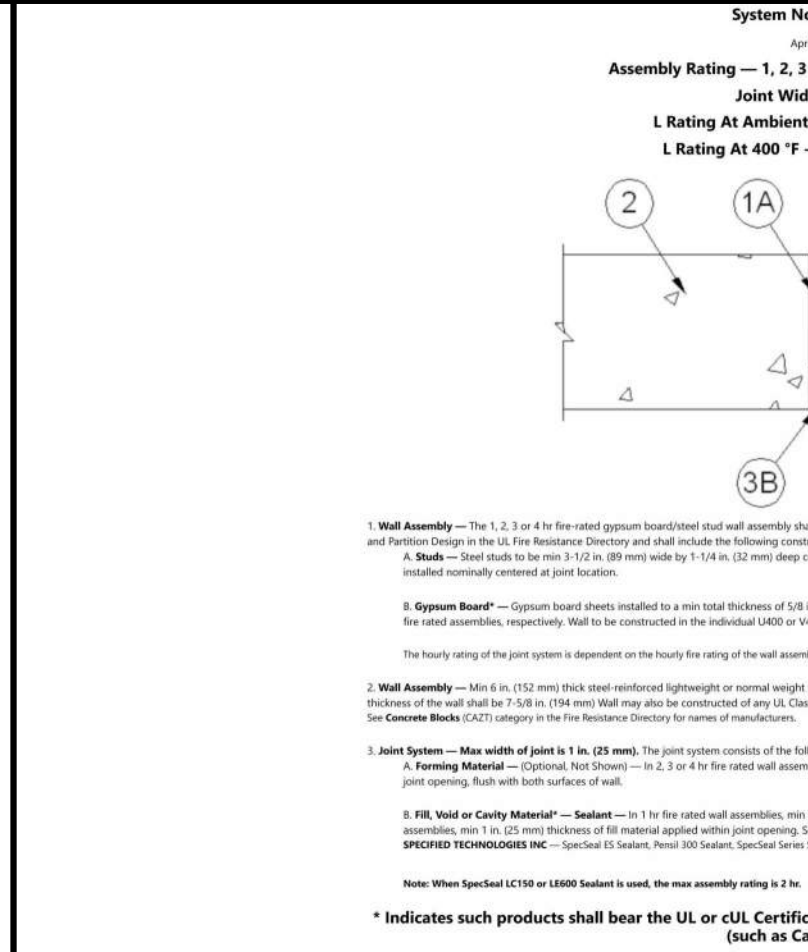 System No
Apr
Assembly Rating — 1, 2, 3
Joint Wid
L Rating At Ambient
L Rating At 400 °F -
2
1A
3B
1. Wall Assembly — The 1, 2, 3 or 4 hr fire-rated gypsum board/steel stud wall assembly sha
and Partition Design in the UL Fire Resistance Directory and shall include the following const
A. Studs — Steel studs to be min 3-1/2 in. (89 mm) wide by 1-1/4 in. (32 mm) deep c
installed nominally centered at joint location.
B. Gypsum Board* — Gypsum board sheets installed to a min total thickness of 5/8 i
fire rated assemblies, respectively. Wall to be constructed in the individual U400 or V
The hourly rating of the joint system is dependent on the hourly fire rating of the wall assem
2. Wall Assembly — Min 6 in. (152 mm) thick steel-reinforced lightweight or normal weight
thickness of the wall shall be 7-5/8 in. (194 mm) Wall may also be constructed of any UL Clas
See Concrete Blocks (CAZT) category in the Fire Resistance Directory for names of manufacturers.
3. Joint System — Max width of joint is 1 in. (25 mm). The joint system consists of the fol
A. Forming Material — (Optional, Not Shown) — In 2, 3 or 4 hr fire rated wall assem
joint opening, flush with both surfaces of wall.
B. Fill, Void or Cavity Material* — Sealant — In 1 hr fire rated wall assemblies, min
assemblies, min 1 in. (25 mm) thickness of fill material applied within joint opening. S
SPECIFIED TECHNOLOGIES INC — SpecSeal ES Sealant, Pensil 300 Sealant, SpecSeal Series
Note: When SpecSeal LC150 or LE600 Sealant is used, the max assembly rating is 2 hr.
* Indicates such products shall bear the UL or cUL Certific
(such as Ca